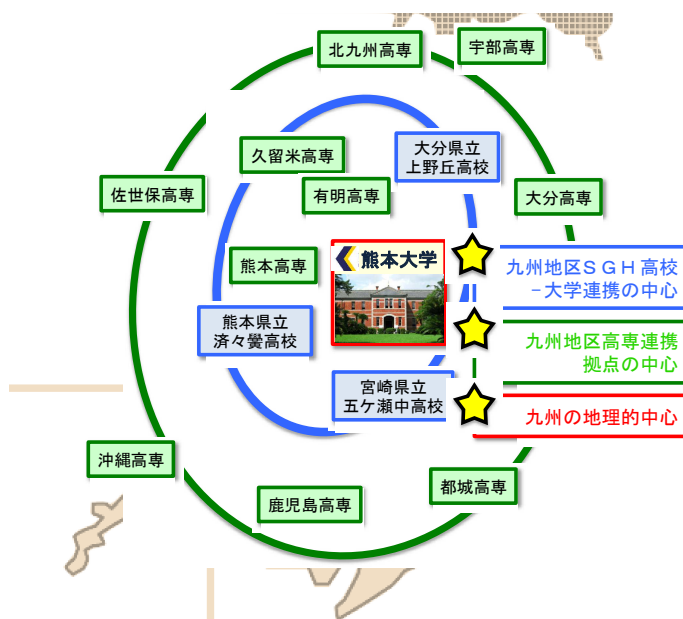 北九州高専
宇部高専
久留米高専
大分県立
上野丘高校
佐世保高専
有明高専
大分高専
熊本高専
熊本大学
九州地区ＳＧＨ高校
－大学連携の中心
熊本県立
済々黌高校
九州地区高専連携
拠点の中心
宮崎県立
五ケ瀬中高校
九州の地理的中心
沖縄高専
都城高専
鹿児島高専